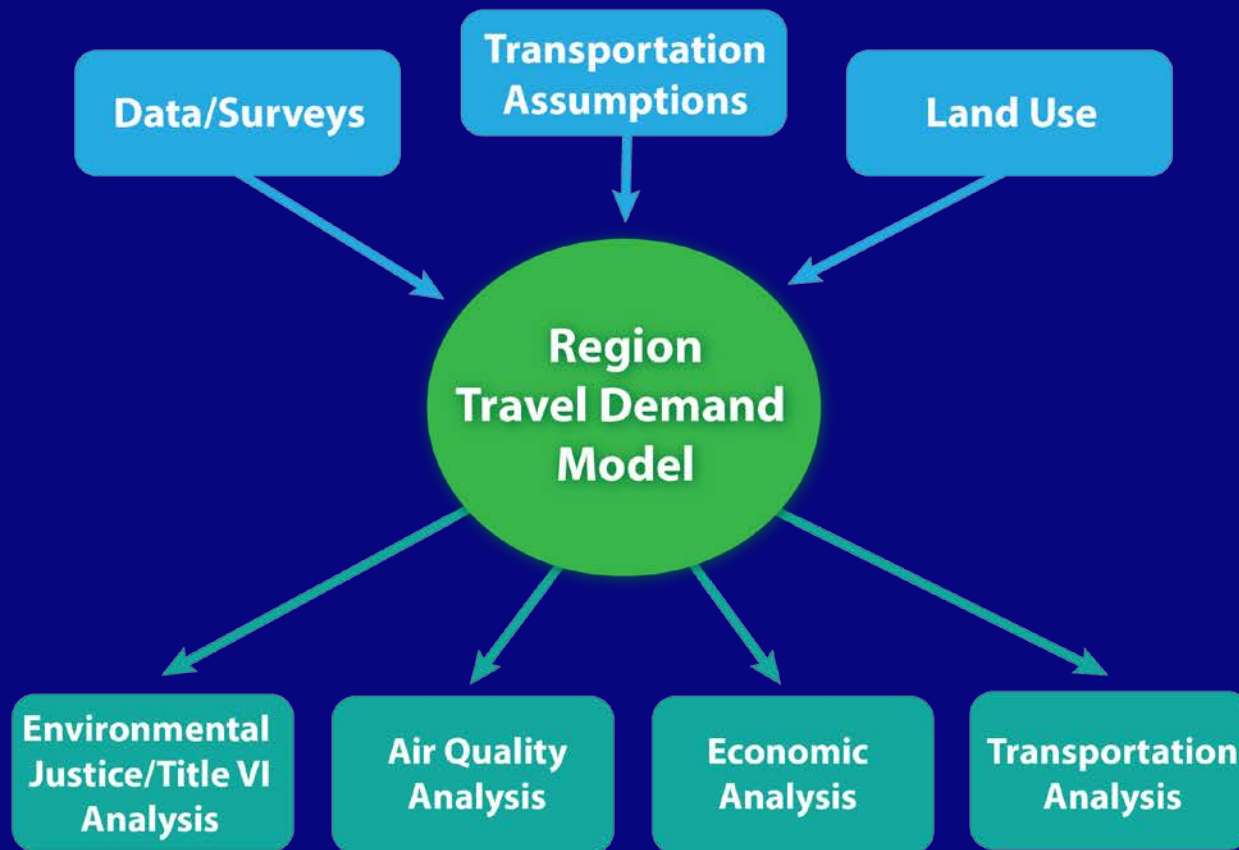 Transportation
Assumptions
Data/Surveys
Land Use
Region
Travel Demand
Model
Environmental
Justice/Title VI
Analysis
Air Quality
Analysis
Economic
Analysis
Transportation
Analysis